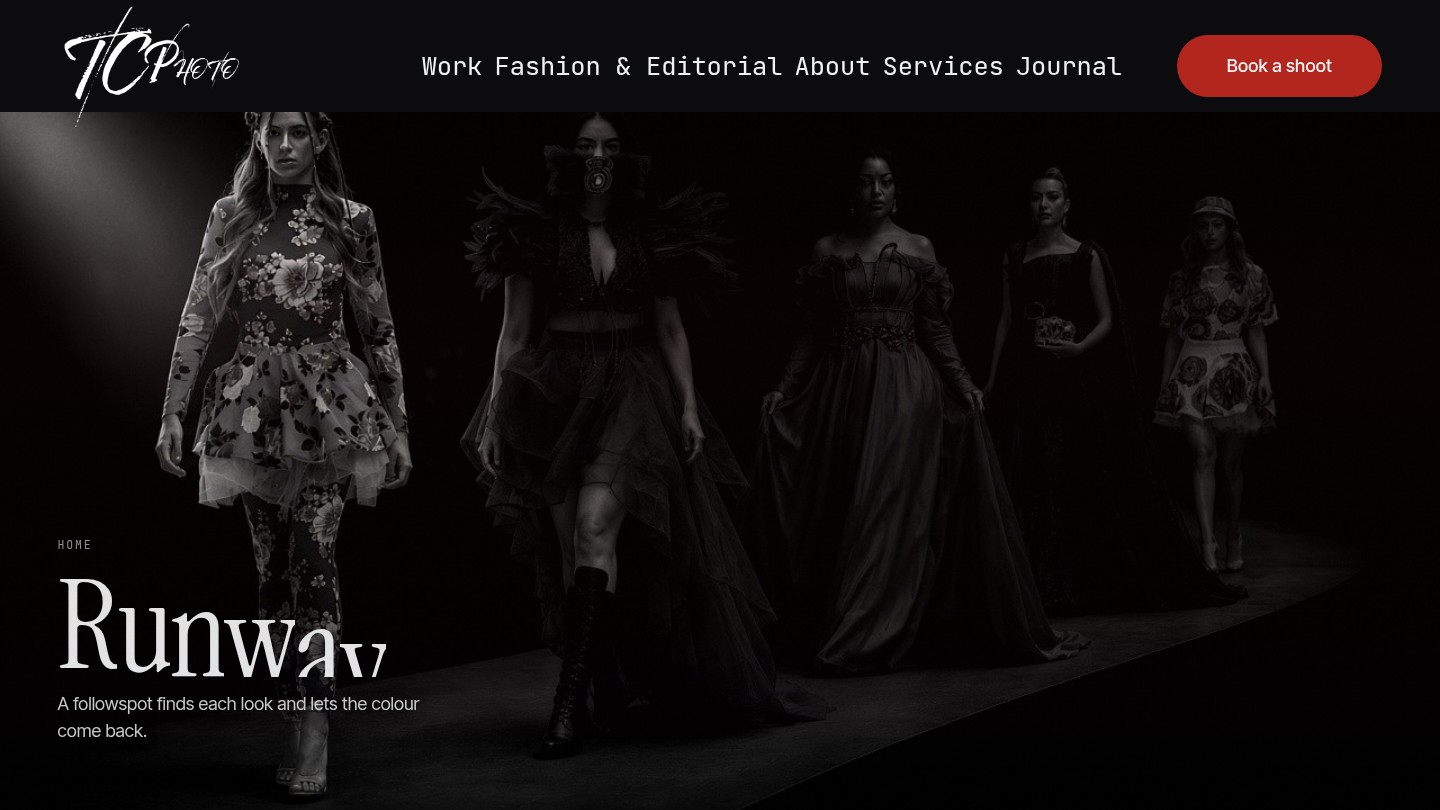 TCPHOTO
Work Fashion & Editorial About Services Journal
Book a shoot
HOME
Runway
A followspot finds each look and lets the colour
come back.